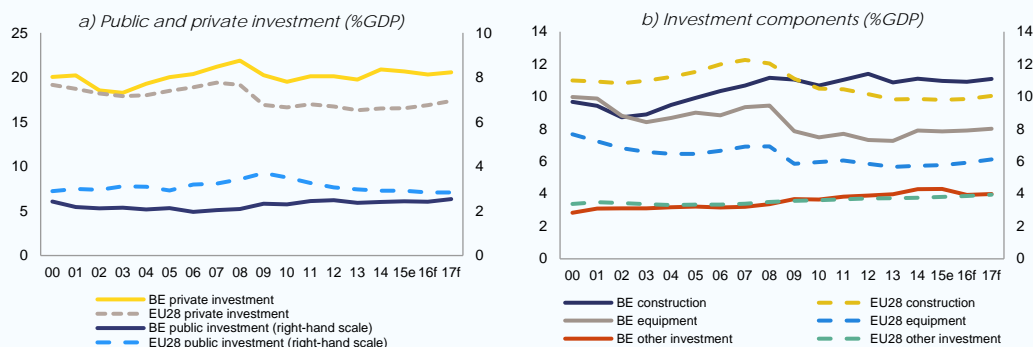 a) Public and private investment (%GDP)
25
20
15
10
5
0
10
8
6
4
2
0
00 01 02 03 04 05 06 07 08 09 10 11 12 13 14 15e 16f 17f
BE private investment
EU28 private investment
BE public investment (right-hand scale)
EU28 public investment (right-hand scale)
b) Investment components (%GDP)
14
12
10
8
6
4
2
0
14
12
10
8
6
4
2
0
00 01 02 03 04 05 06 07 08 09 10 11 12 13 14 15e 16f 17f
BE construction
EU28 construction
BE equipment
EU28 equipment
BE other investment
EU28 other investment